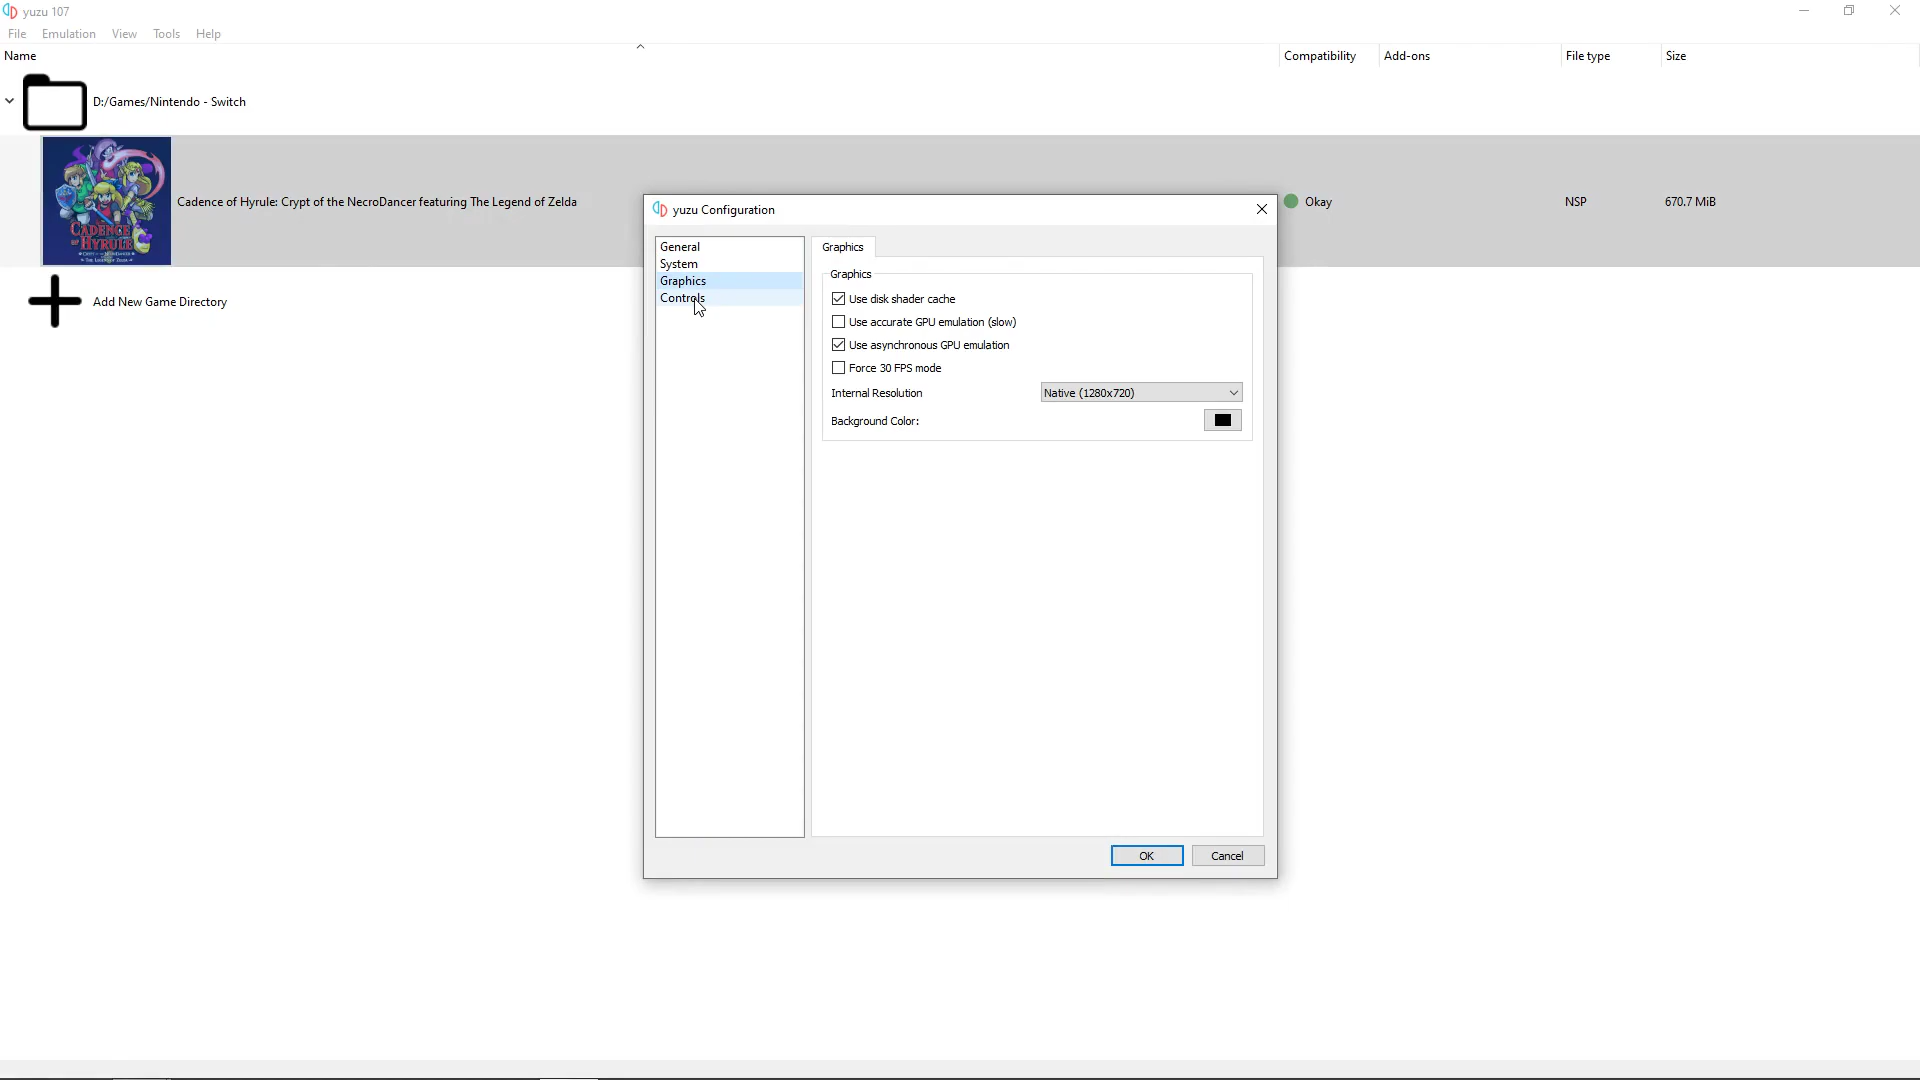 yuzu 107
File Emulation View Tools Help
Name Compatibility Add-ons File type Size
D:/Games/Nintendo - Switch
CADENCE OF HYRULE
Cadence of Hyrule: Crypt of the NecroDancer featuring The Legend of Zelda Okay NSP 670.7 MiB
Add New Game Directory
yuzu Configuration
General
System
Graphics
Controls
Graphics
Graphics
Use disk shader cache
Use accurate GPU emulation (slow)
Use asynchronous GPU emulation
Force 30 FPS mode
Internal Resolution Native (1280x720)
Background Color:
OK Cancel